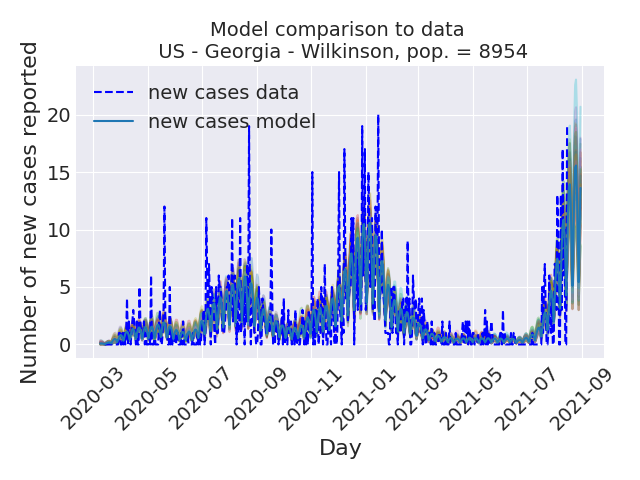 Model comparison to data
US - Georgia - Wilkinson, pop. = 8954
Number of new cases reported
20
15
10
5
0
new cases data
new cases model
2020-03
2020-05
2020-07
2020-09
2020-11
2021-01
2021-03
2021-05
2021-07
2021-09
Day